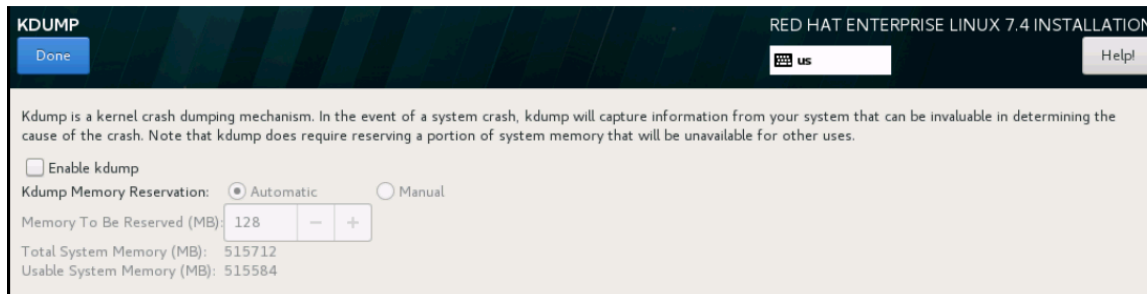 KDUMP
RED HAT ENTERPRISE LINUX 7.4 INSTALLATION
Done
us
Help!
Kdump is a kernel crash dumping mechanism. In the event of a system crash, kdump will capture information from your system that can be invaluable in determining the
cause of the crash. Note that kdump does require reserving a portion of system memory that will be unavailable for other uses.
Enable kdump
Kdump Memory Reservation: Automatic Manual
Memory To Be Reserved (MB): 128 − +
Total System Memory (MB): 515712
Usable System Memory (MB): 515584